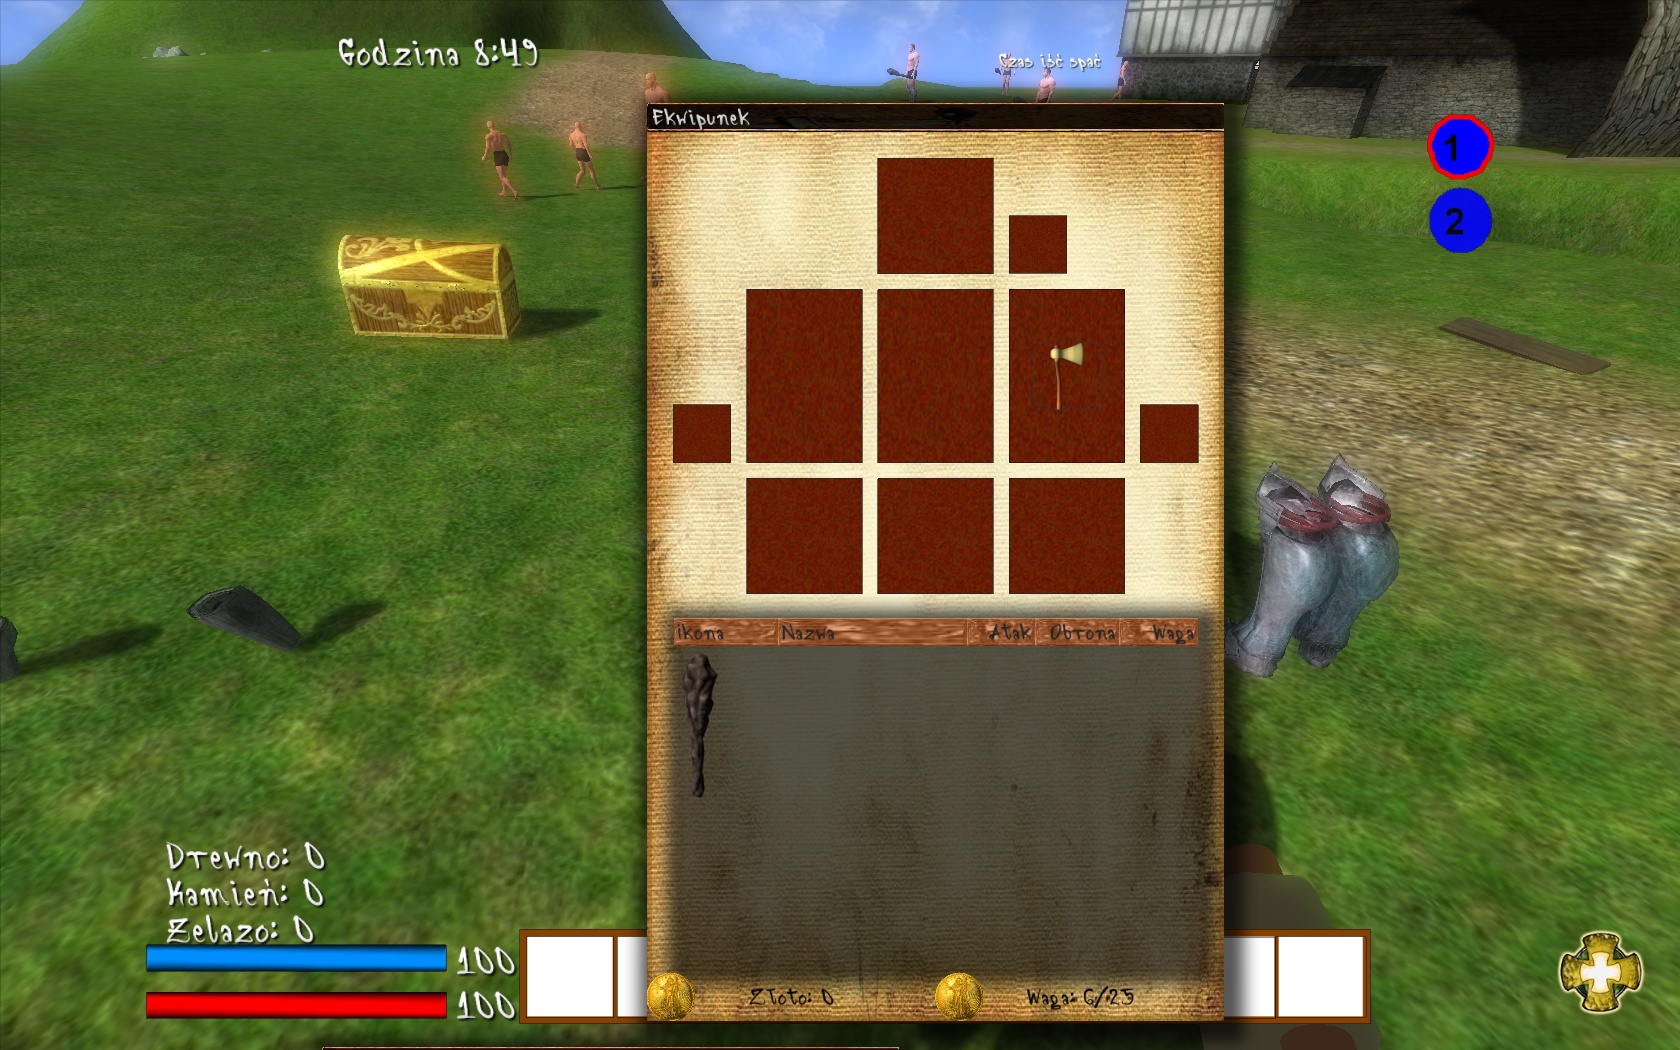 Godzina 8:49
Czas iść spać
Ekwipunek
1
2
Ikona Nazwa Atak Obrona Waga
Drewno: 0
Kamień: 0
Żelazo: 0
100
100
Złoto: 0
Waga: 6/25